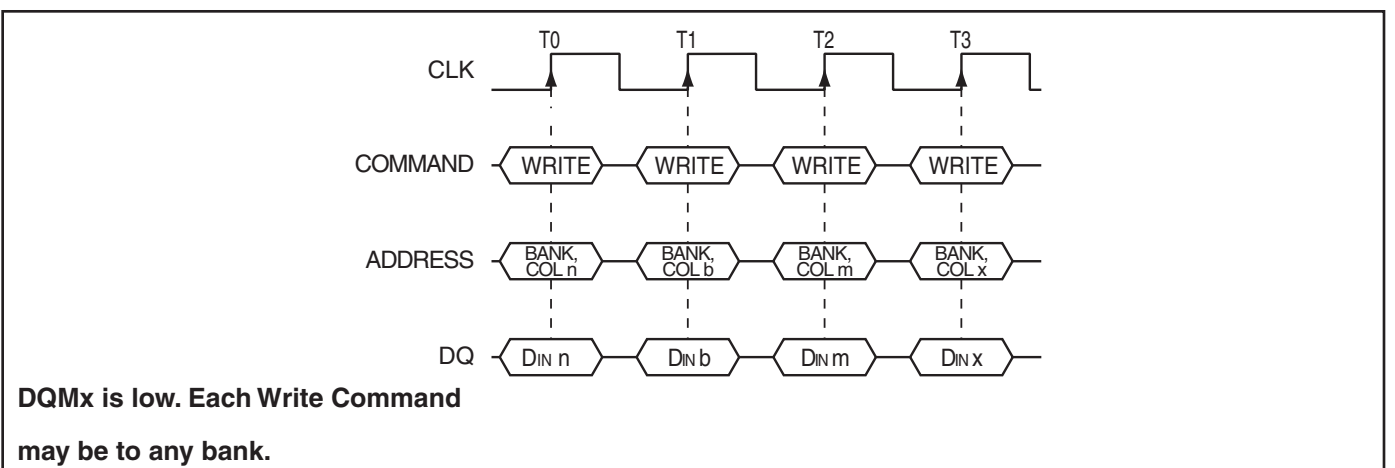 T0 T1 T2 T3
CLK
COMMAND WRITE WRITE WRITE WRITE
ADDRESS BANK, COL n BANK, COL b BANK, COL m BANK, COL x
DQ DIN n DIN b DIN m DIN x
DQMx is low. Each Write Command
may be to any bank.